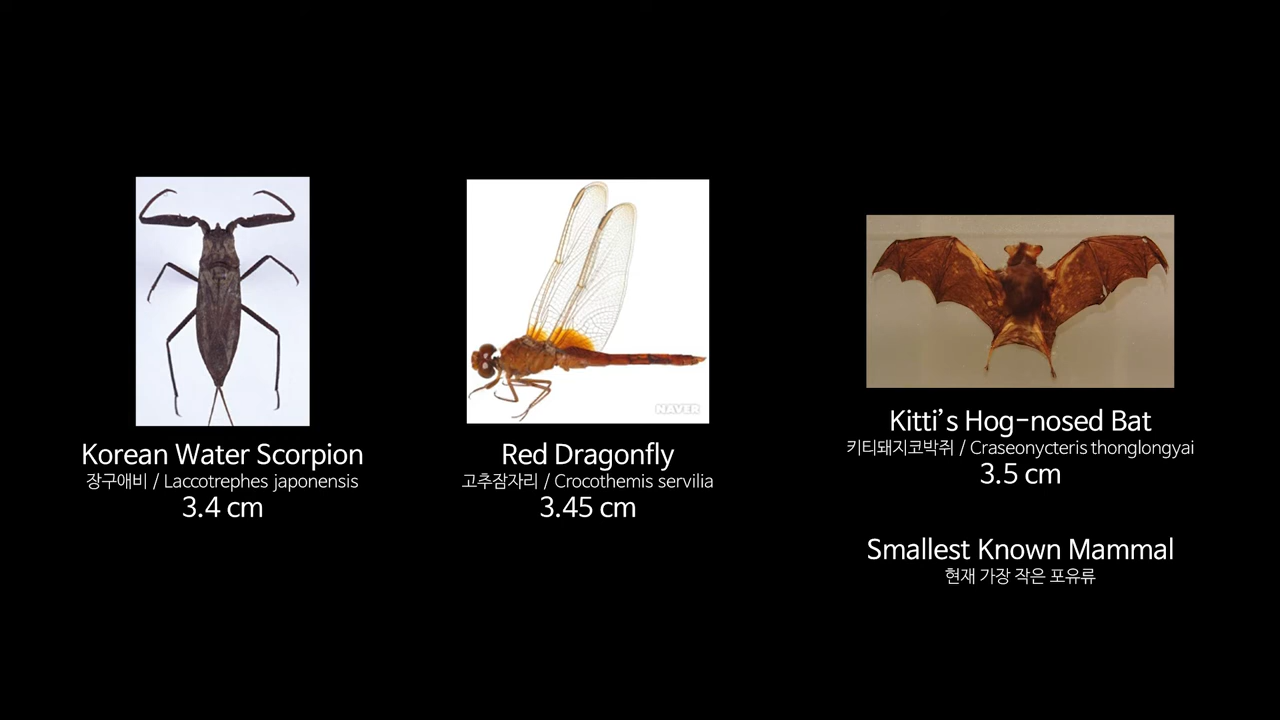 NAVER
Korean Water Scorpion
장구애비 / Laccotrephes japonensis
3.4 cm
Red Dragonfly
고추잠자리 / Crocothemis servilia
3.45 cm
Kitti's Hog-nosed Bat
키티돼지코박쥐 / Craseonycteris thonglongyai
3.5 cm
Smallest Known Mammal
현재 가장 작은 포유류